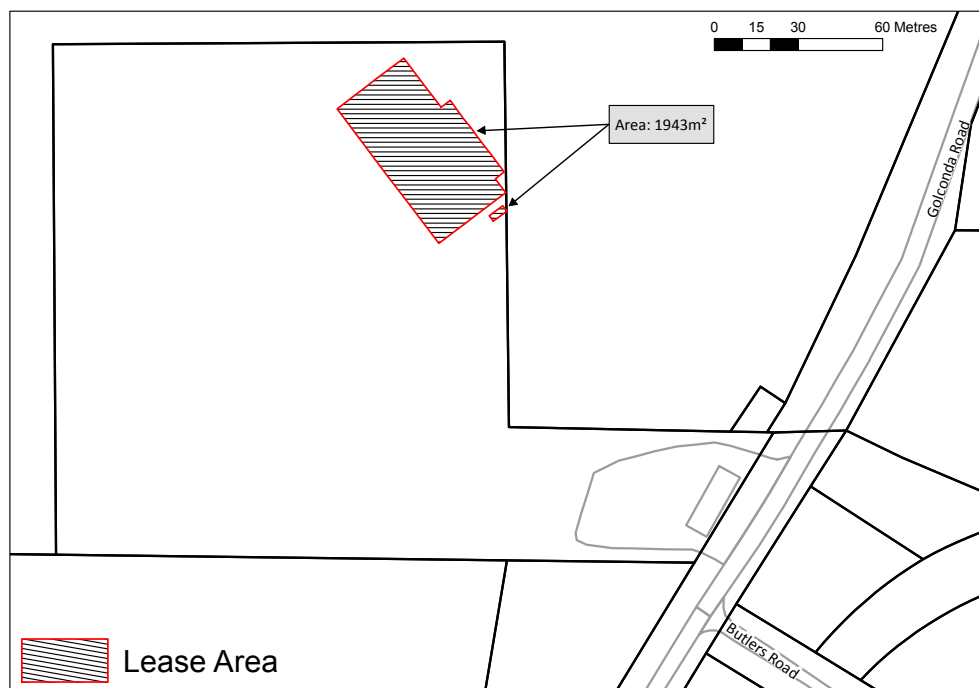 0 15 30 60 Metres
Area: 1943m²
Golconda Road
Butlers Road
Lease Area